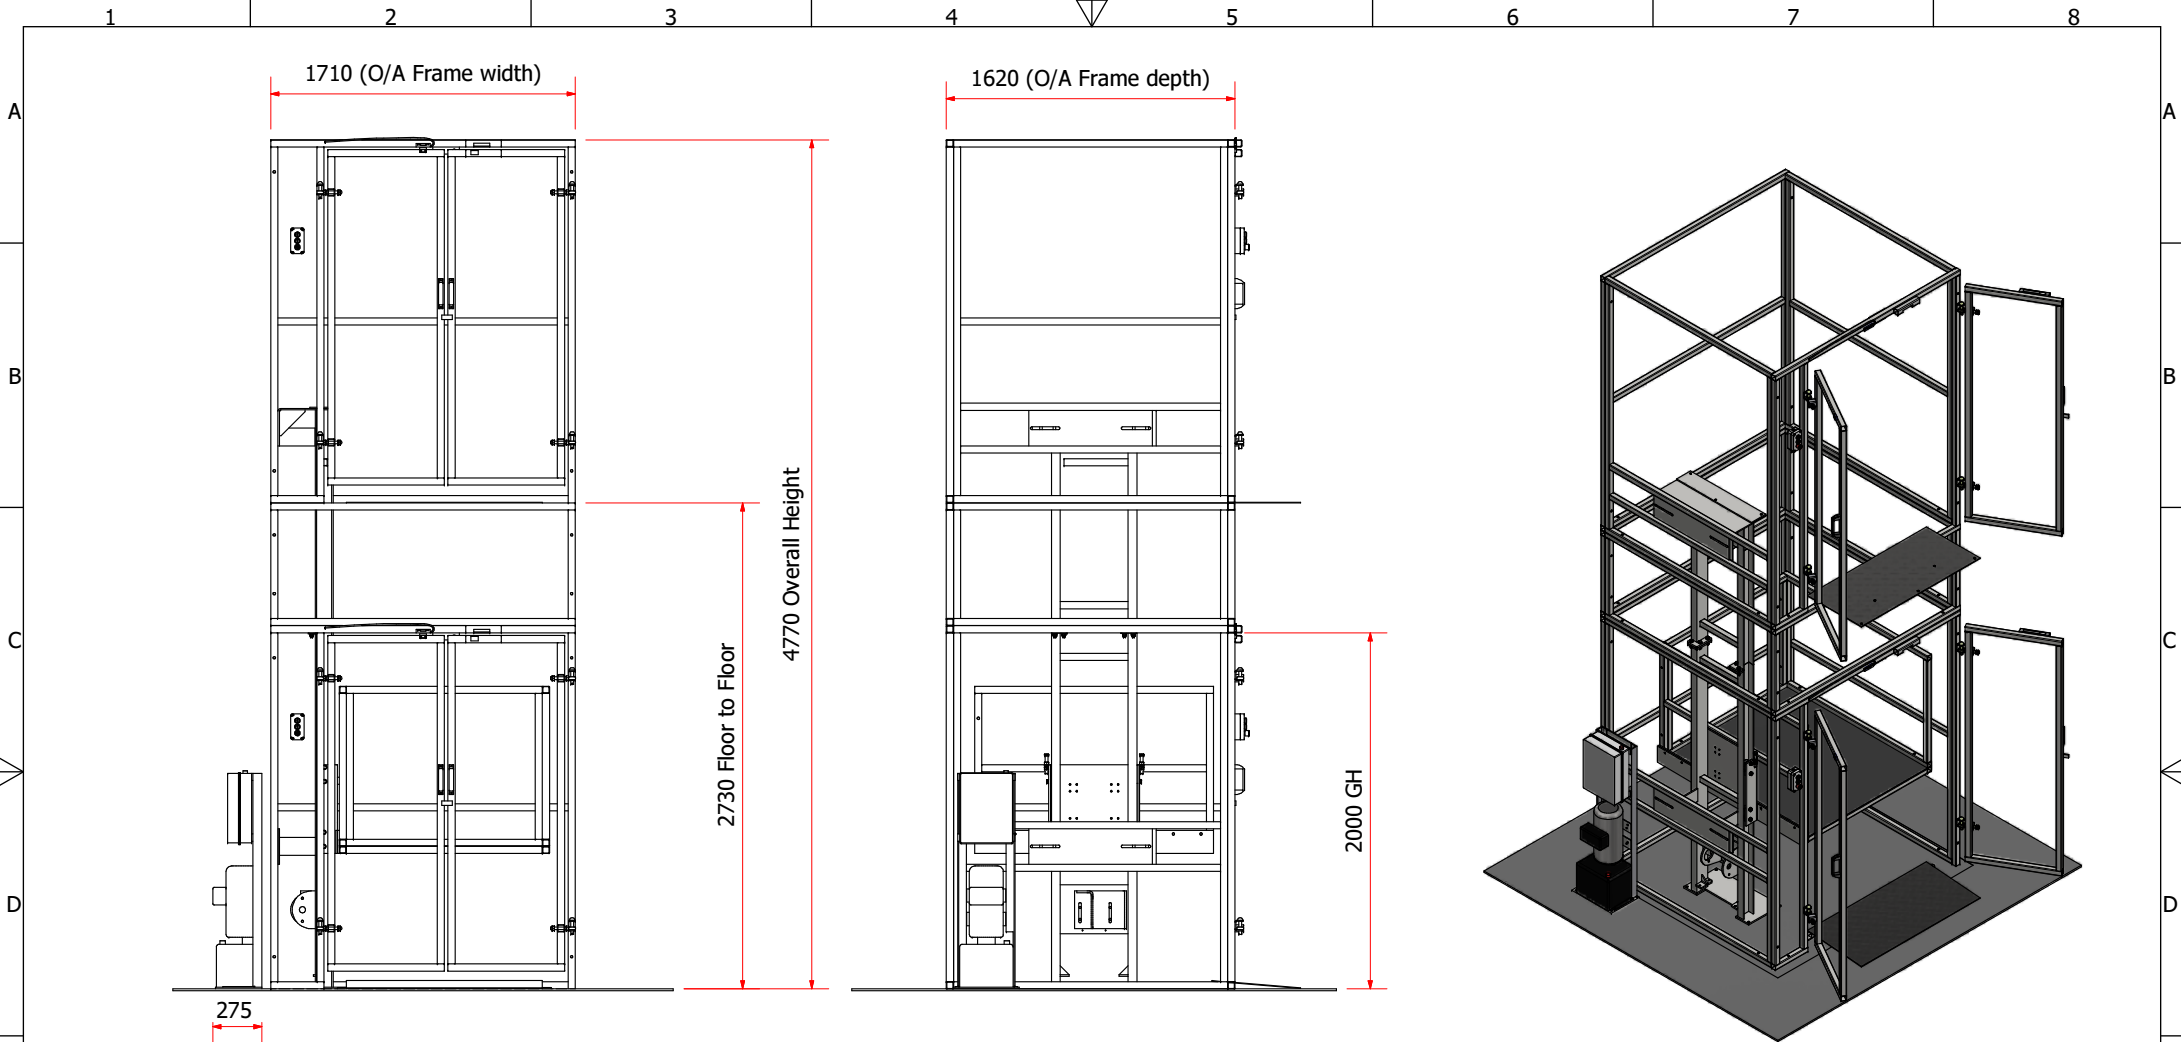 1 2 3 4 5 6 7 8
1710 (O/A Frame width)
1620 (O/A Frame depth)
A A
B B
4770 Overall Height
C C
2730 Floor to Floor
2000 GH
D D
275